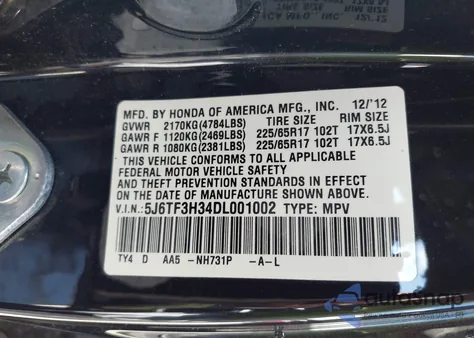 MFD. BY HONDA OF AMERICA MFG., INC. 12/'12
GVWR 2170KG(4784LBS) TIRE SIZE RIM SIZE
GAWR F 1120KG(2469LBS) 225/65R17 102T 17X6.5J
GAWR R 1080KG(2381LBS) 225/65R17 102T 17X6.5J
THIS VEHICLE CONFORMS TO ALL APPLICABLE
FEDERAL MOTOR VEHICLE SAFETY
AND THEFT PREVENTION STANDARDS IN EFFECT
ON THE DATE OF MANUFACTURE SHOWN ABOVE.
V.I.N.: 5J6TF3H34DL001002 TYPE: MPV
TY4 D AA5 -NH731P -A-L
autoSnap